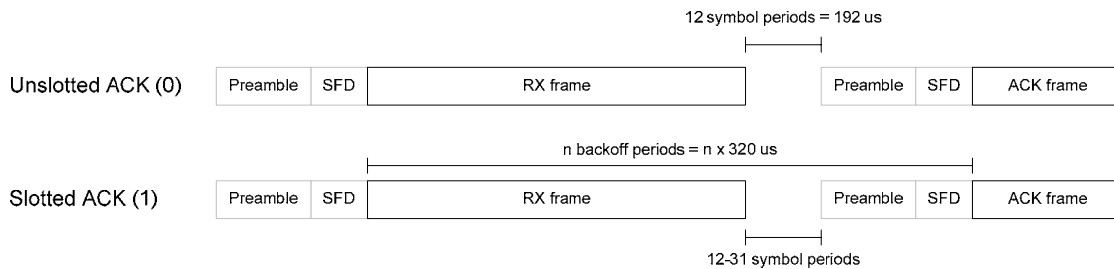 12 symbol periods = 192 us
Unslotted ACK (0) Preamble SFD RX frame Preamble SFD ACK frame
n backoff periods = n x 320 us
Slotted ACK (1) Preamble SFD RX frame Preamble SFD ACK frame
12-31 symbol periods